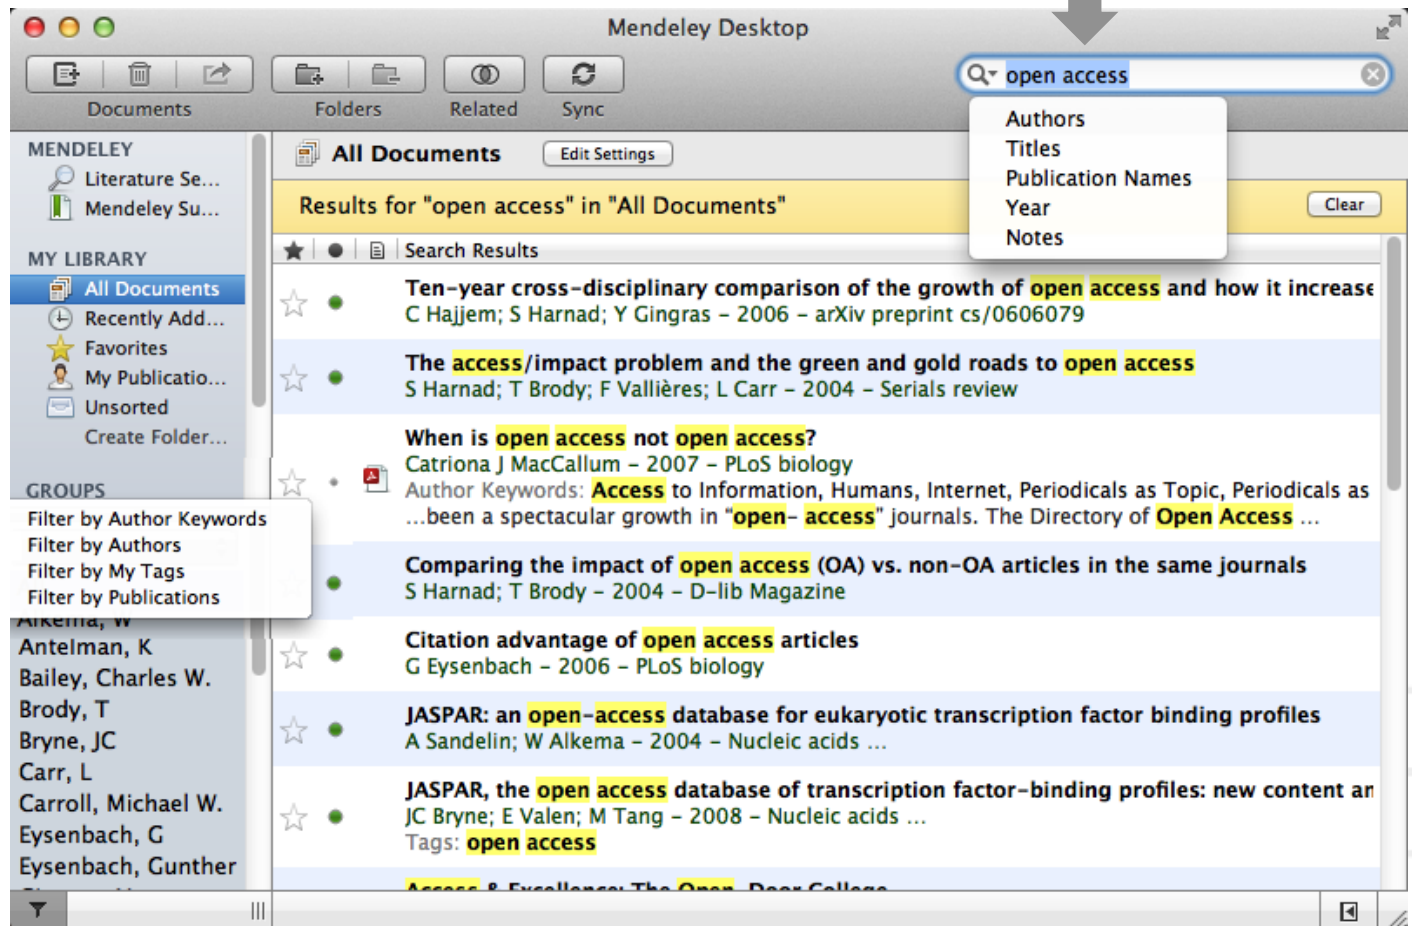 Mendeley Desktop
open access
Documents
Folders
Related
Sync
Authors
Titles
Publication Names
Year
Notes
MENDELEY
Literature Se...
Mendeley Su...
MY LIBRARY
All Documents
Recently Add...
Favorites
My Publicatio...
Unsorted
Create Folder...
GROUPS
Filter by Author Keywords
Filter by Authors
Filter by My Tags
Filter by Publications
Alkema, W
Antelman, K
Bailey, Charles W.
Brody, T
Bryne, JC
Carr, L
Carroll, Michael W.
Eysenbach, G
Eysenbach, Gunther
All Documents
Edit Settings
Results for "open access" in "All Documents"
Clear
Search Results
Ten-year cross-disciplinary comparison of the growth of open access and how it increase
C Hajjem; S Harnad; Y Gingras – 2006 – arXiv preprint cs/0606079
The access/impact problem and the green and gold roads to open access
S Harnad; T Brody; F Vallières; L Carr – 2004 – Serials review
When is open access not open access?
Catriona J MacCallum – 2007 – PLoS biology
Author Keywords: Access to Information, Humans, Internet, Periodicals as Topic, Periodicals as
...been a spectacular growth in "open- access" journals. The Directory of Open Access ...
Comparing the impact of open access (OA) vs. non-OA articles in the same journals
S Harnad; T Brody – 2004 – D-lib Magazine
Citation advantage of open access articles
G Eysenbach – 2006 – PLoS biology
JASPAR: an open-access database for eukaryotic transcription factor binding profiles
A Sandelin; W Alkema – 2004 – Nucleic acids ...
JASPAR, the open access database of transcription factor-binding profiles: new content an
JC Bryne; E Valen; M Tang – 2008 – Nucleic acids ...
Tags: open access
Access & Excellence: The Open-Door College